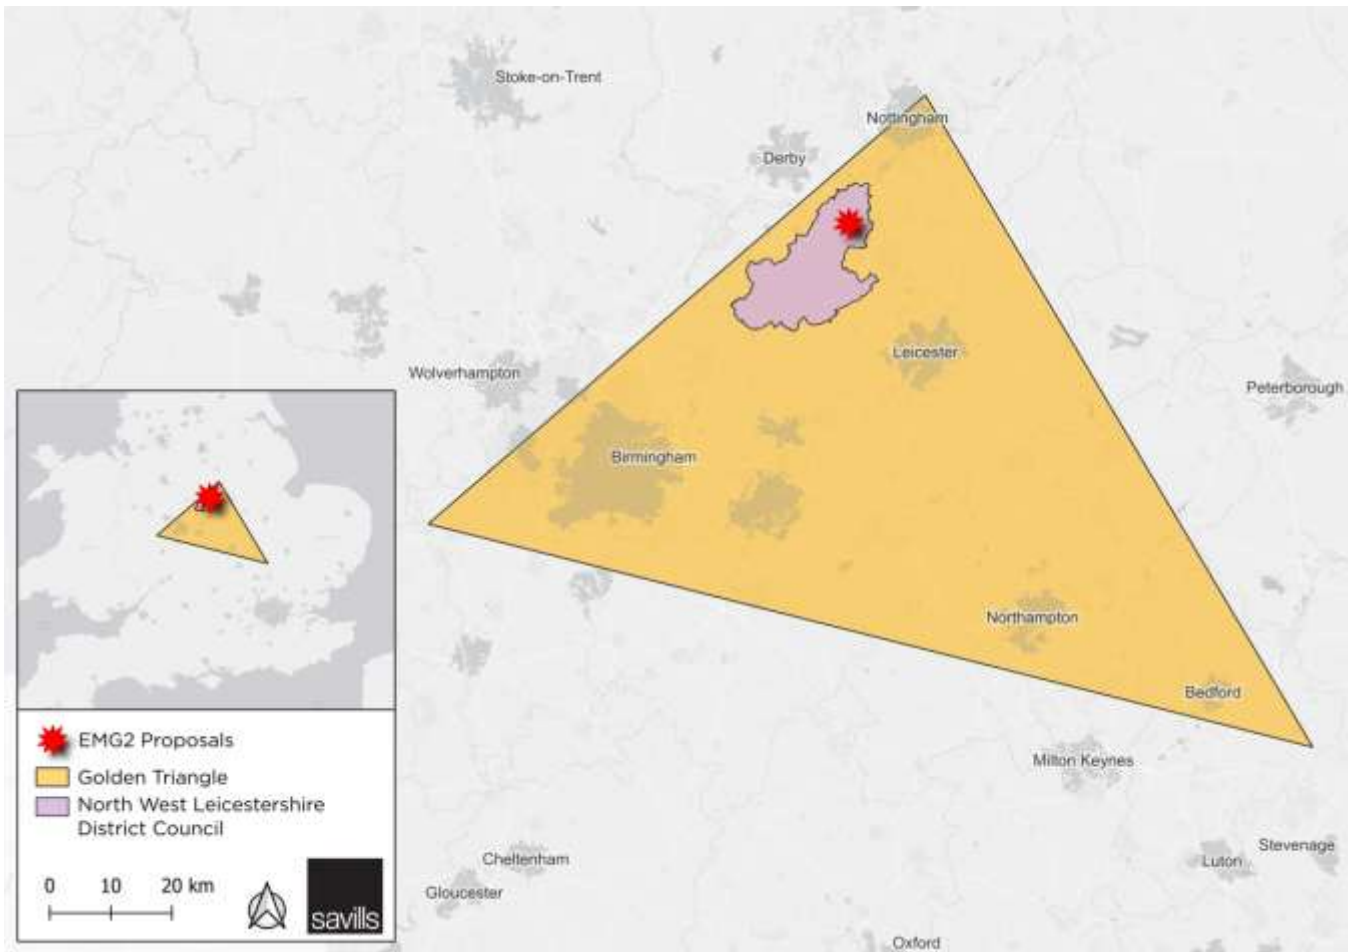 Stoke-on-Trent
Nottingham
Derby
Leicester
Wolverhampton
Peterborough
Birmingham
Northampton
Bedford
Milton Keynes
Cheltenham
Gloucester
Luton
Stevenage
Oxford
EMG2 Proposals
Golden Triangle
North West Leicestershire
District Council
0 10 20 km
savills